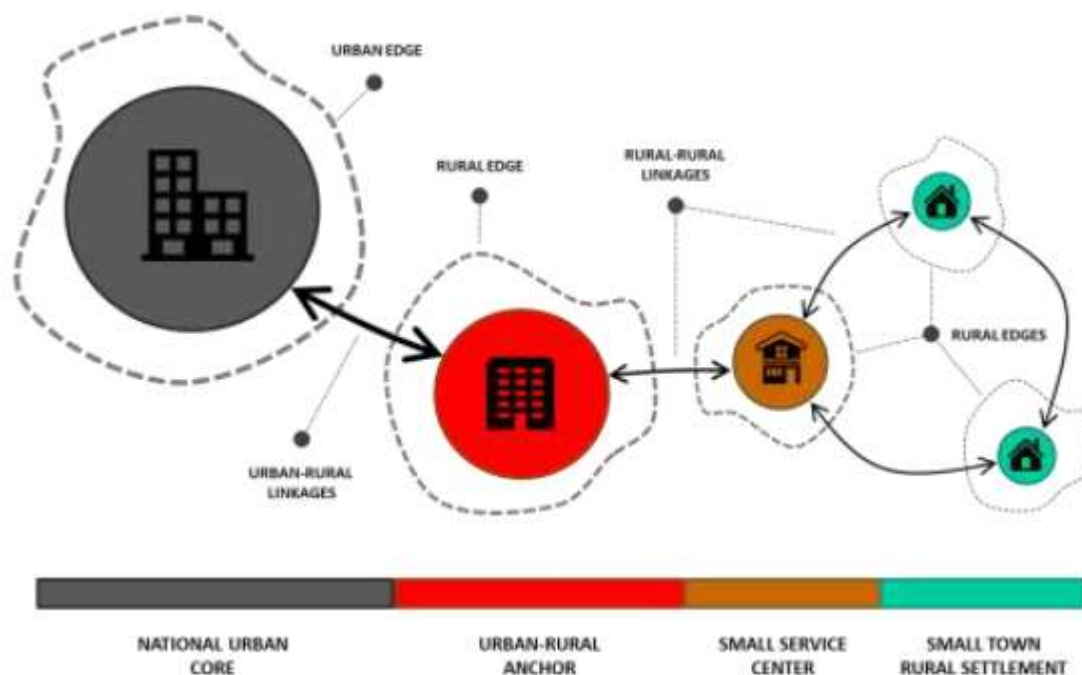 URBAN EDGE
RURAL EDGE
RURAL-RURAL
LINKAGES
RURAL EDGES
URBAN-RURAL
LINKAGES
NATIONAL URBAN
CORE
URBAN-RURAL
ANCHOR
SMALL SERVICE
CENTER
SMALL TOWN
RURAL SETTLEMENT